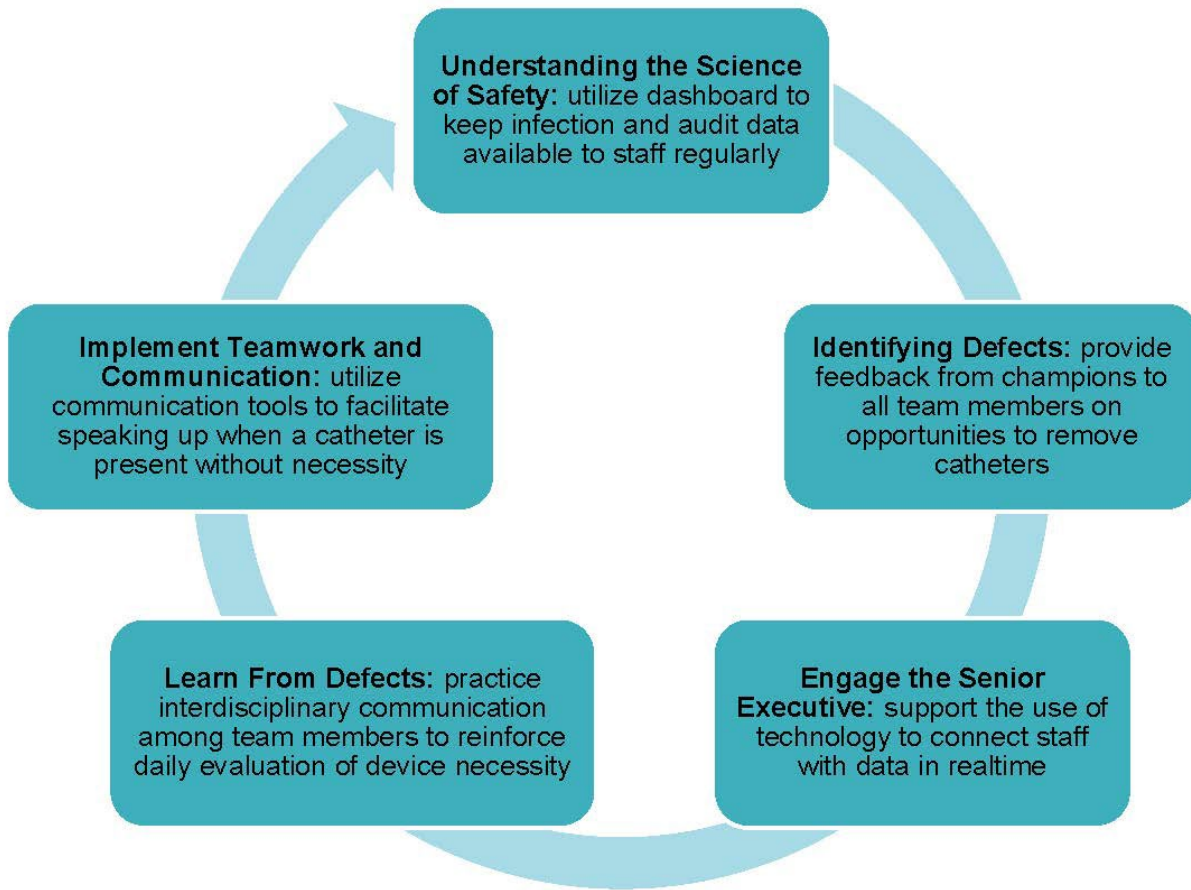 Understanding the Science
of Safety: utilize dashboard to
keep infection and audit data
available to staff regularly
Identifying Defects: provide
feedback from champions to
all team members on
opportunities to remove
catheters
Engage the Senior
Executive: support the use of
technology to connect staff
with data in realtime
Learn From Defects: practice
interdisciplinary communication
among team members to reinforce
daily evaluation of device necessity
Implement Teamwork and
Communication: utilize
communication tools to facilitate
speaking up when a catheter is
present without necessity